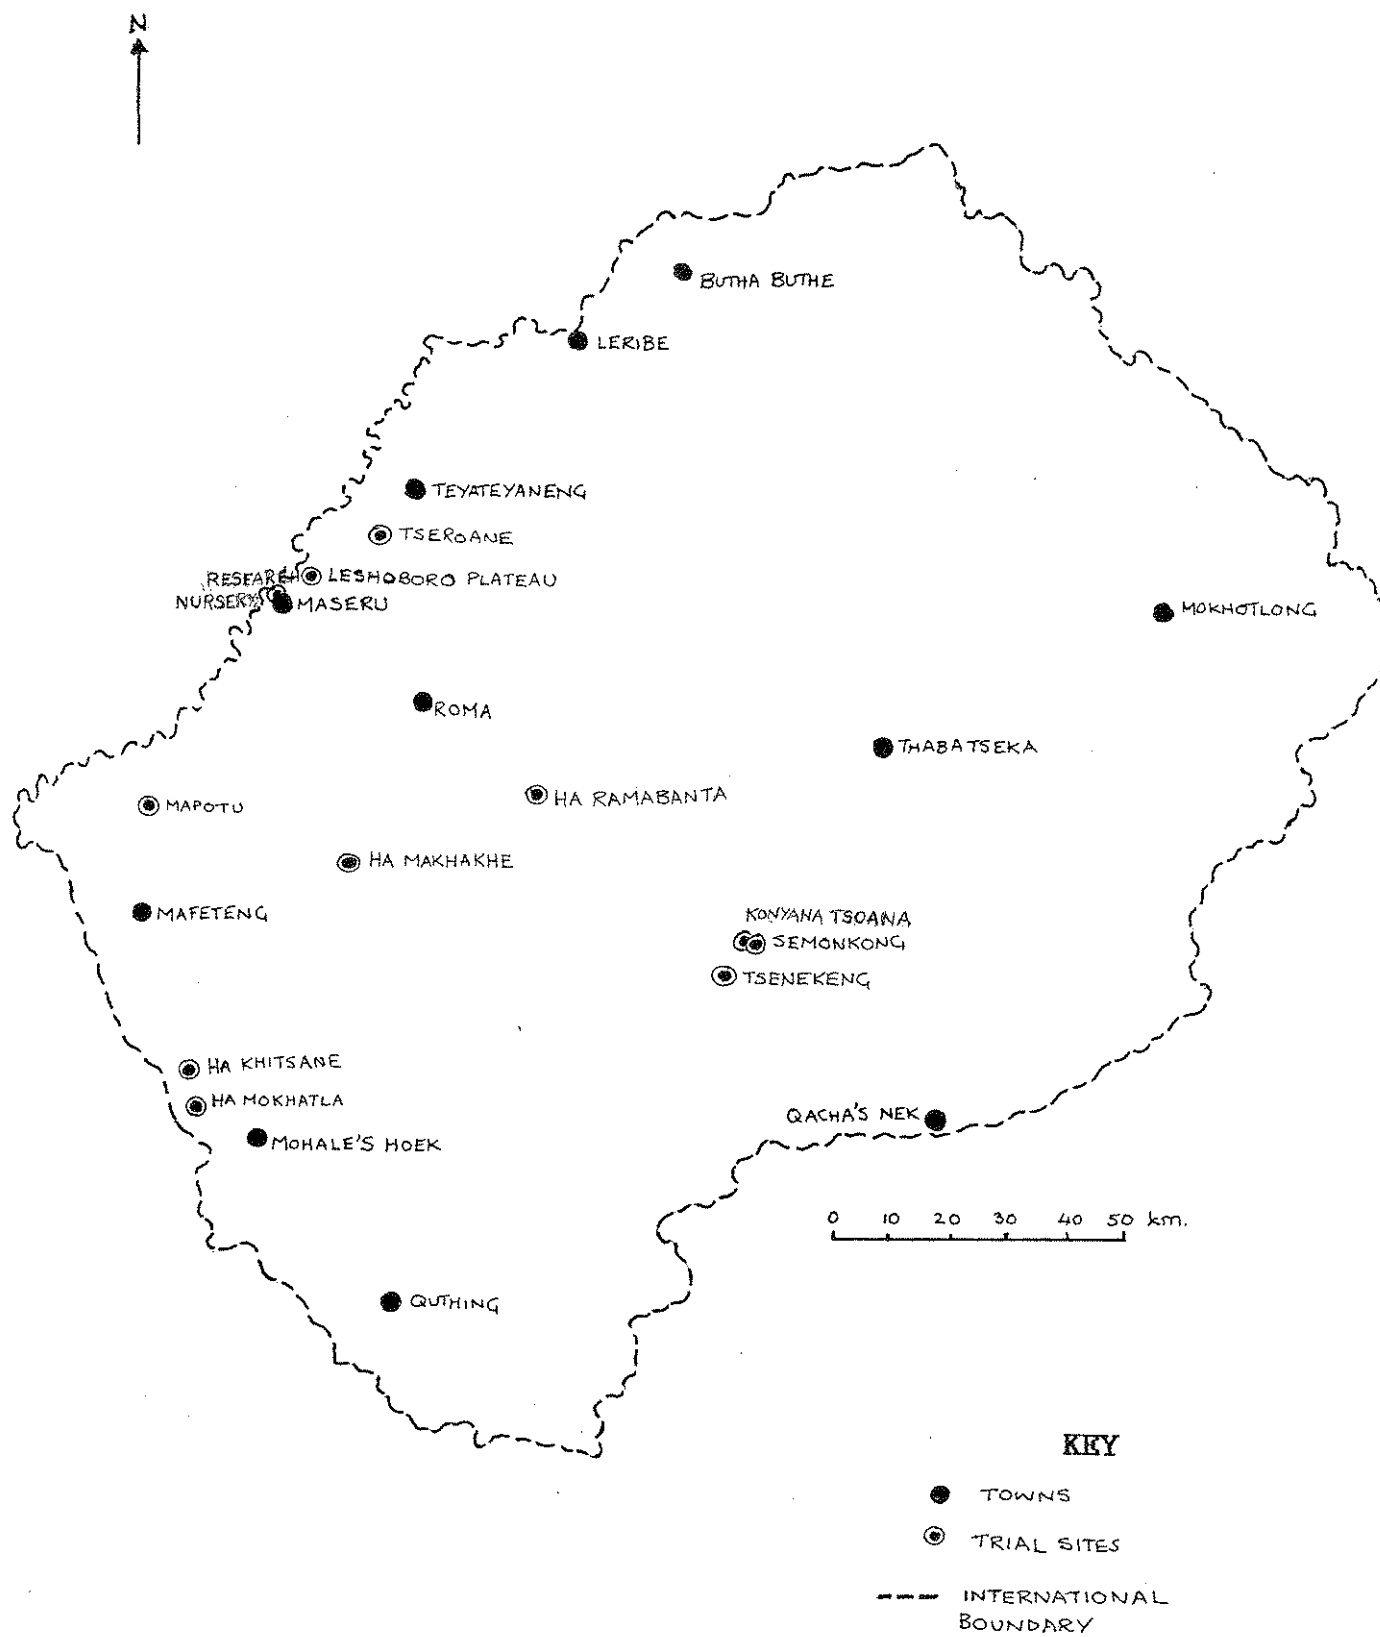 N
BUTHA BUTHE
LERIBE
TEYATEYANENG
TSEROANE
RESEARCH
LESHOBORO PLATEAU
NURSERY
MASERU
MOKHOTLONG
ROMA
THABATSEKA
MAPOTU
HA RAMABANTA
HA MAKHAKHE
MAFETENG
KONYANA TSOANA
SEMONKONG
TSENEKENG
HA KHITSANE
HA MOKHATLA
QACHA'S NEK
MOHALE'S HOEK
0 10 20 30 40 50 km.
QUTHING
KEY
TOWNS
TRIAL SITES
INTERNATIONAL
BOUNDARY